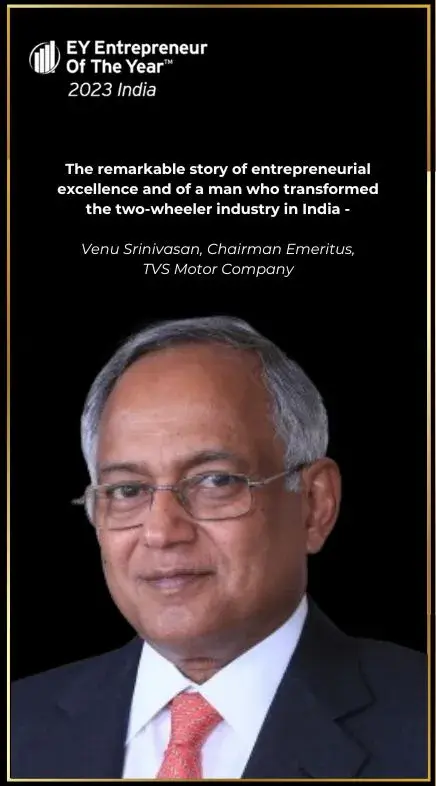 EY Entrepreneur
Of The Year™
2023 India
The remarkable story of entrepreneurial
excellence and of a man who transformed
the two-wheeler industry in India -
Venu Srinivasan, Chairman Emeritus,
TVS Motor Company